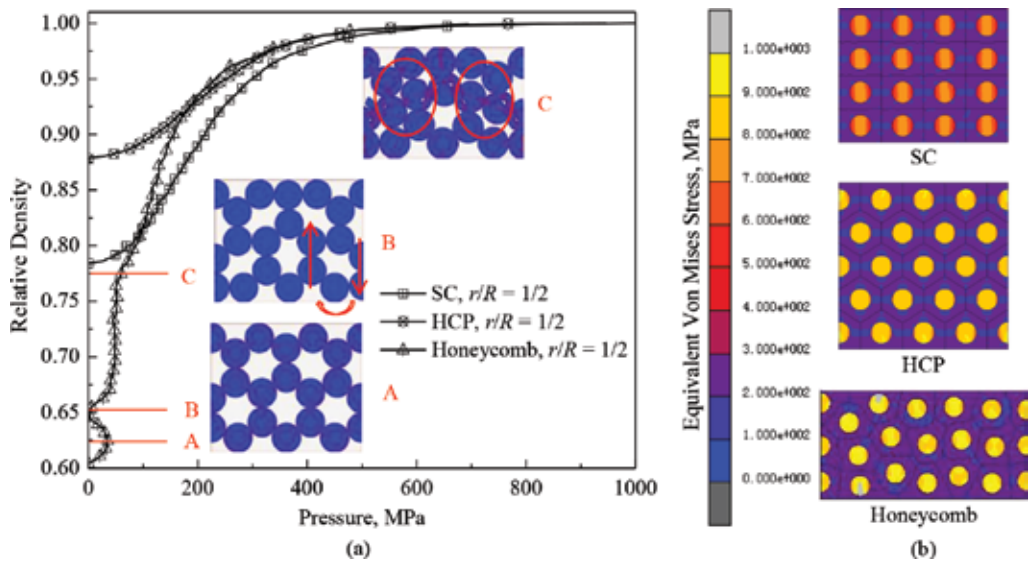 1.00
0.95
0.90
0.85
0.80
0.75
0.70
0.65
0.60
Relative Density
0
200
400
600
800
1000
Pressure, MPa
C
B
A
C
B
A
SC, r/R = 1/2
HCP, r/R = 1/2
Honeycomb, r/R = 1/2
(a)
Equivalent Von Mises Stress, MPa
1.000e+003
9.000e+002
8.000e+002
7.000e+002
6.000e+002
5.000e+002
4.000e+002
3.000e+002
2.000e+002
1.000e+002
0.000e+000
SC
HCP
Honeycomb
(b)